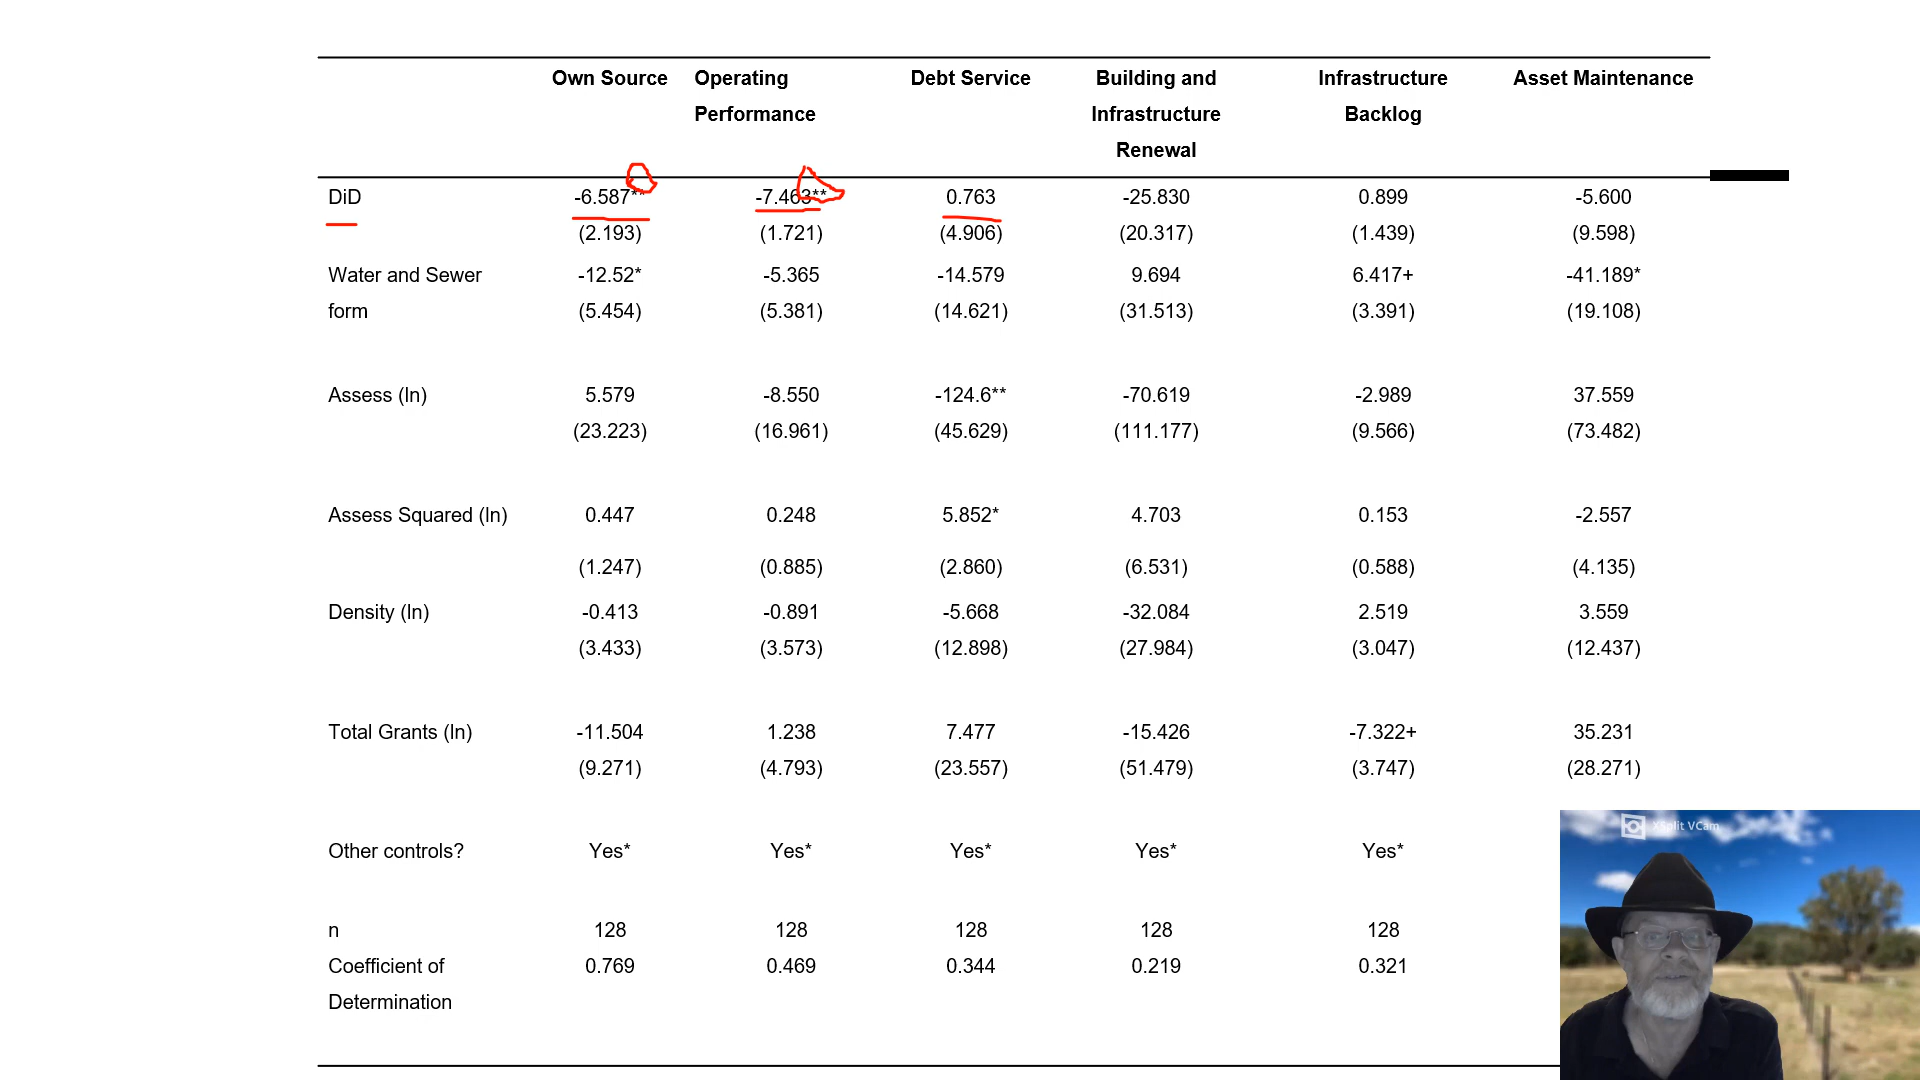 Own Source Operating Debt Service Building and Infrastructure Asset Maintenance
Performance Infrastructure Backlog
Renewal
DiD -6.587** -7.463** 0.763 -25.830 0.899 -5.600
(2.193) (1.721) (4.906) (20.317) (1.439) (9.598)
Water and Sewer -12.52* -5.365 -14.579 9.694 6.417+ -41.189*
form (5.454) (5.381) (14.621) (31.513) (3.391) (19.108)
Assess (ln) 5.579 -8.550 -124.6** -70.619 -2.989 37.559
(23.223) (16.961) (45.629) (111.177) (9.566) (73.482)
Assess Squared (ln) 0.447 0.248 5.852* 4.703 0.153 -2.557
(1.247) (0.885) (2.860) (6.531) (0.588) (4.135)
Density (ln) -0.413 -0.891 -5.668 -32.084 2.519 3.559
(3.433) (3.573) (12.898) (27.984) (3.047) (12.437)
Total Grants (ln) -11.504 1.238 7.477 -15.426 -7.322+ 35.231
(9.271) (4.793) (23.557) (51.479) (3.747) (28.271)
XSplit VCam
Other controls? Yes* Yes* Yes* Yes* Yes*
n 128 128 128 128 128
Coefficient of 0.769 0.469 0.344 0.219 0.321
Determination